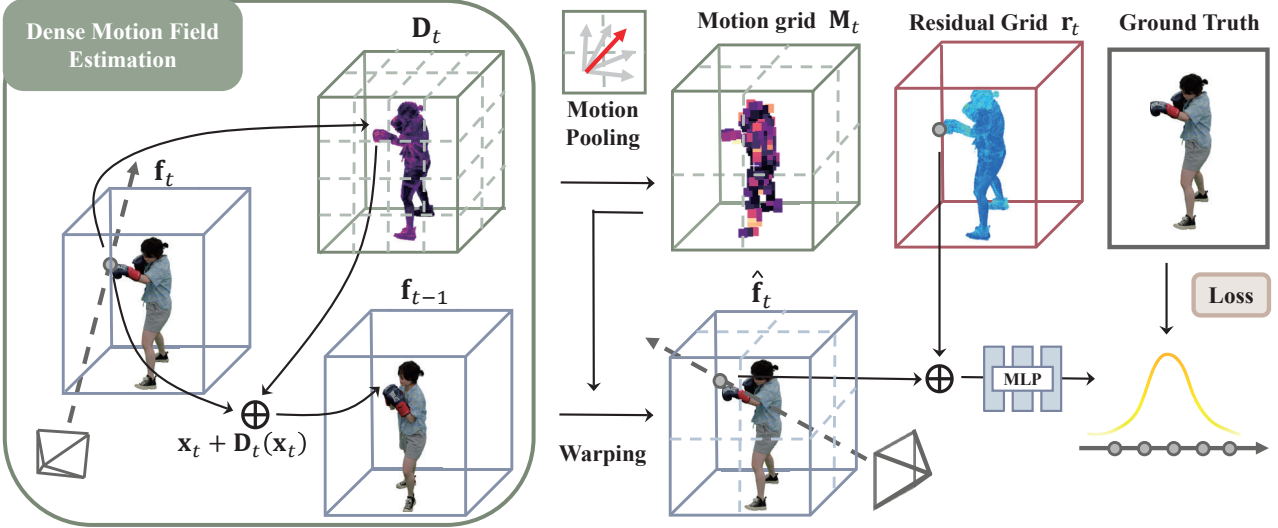 Dense Motion Field
Estimation
D_t
f_t
f_{t-1}
x_t + D_t(x_t)
Motion
Pooling
Warping
Motion grid M_t
Residual Grid r_t
Ground Truth
f̂_t
MLP
Loss